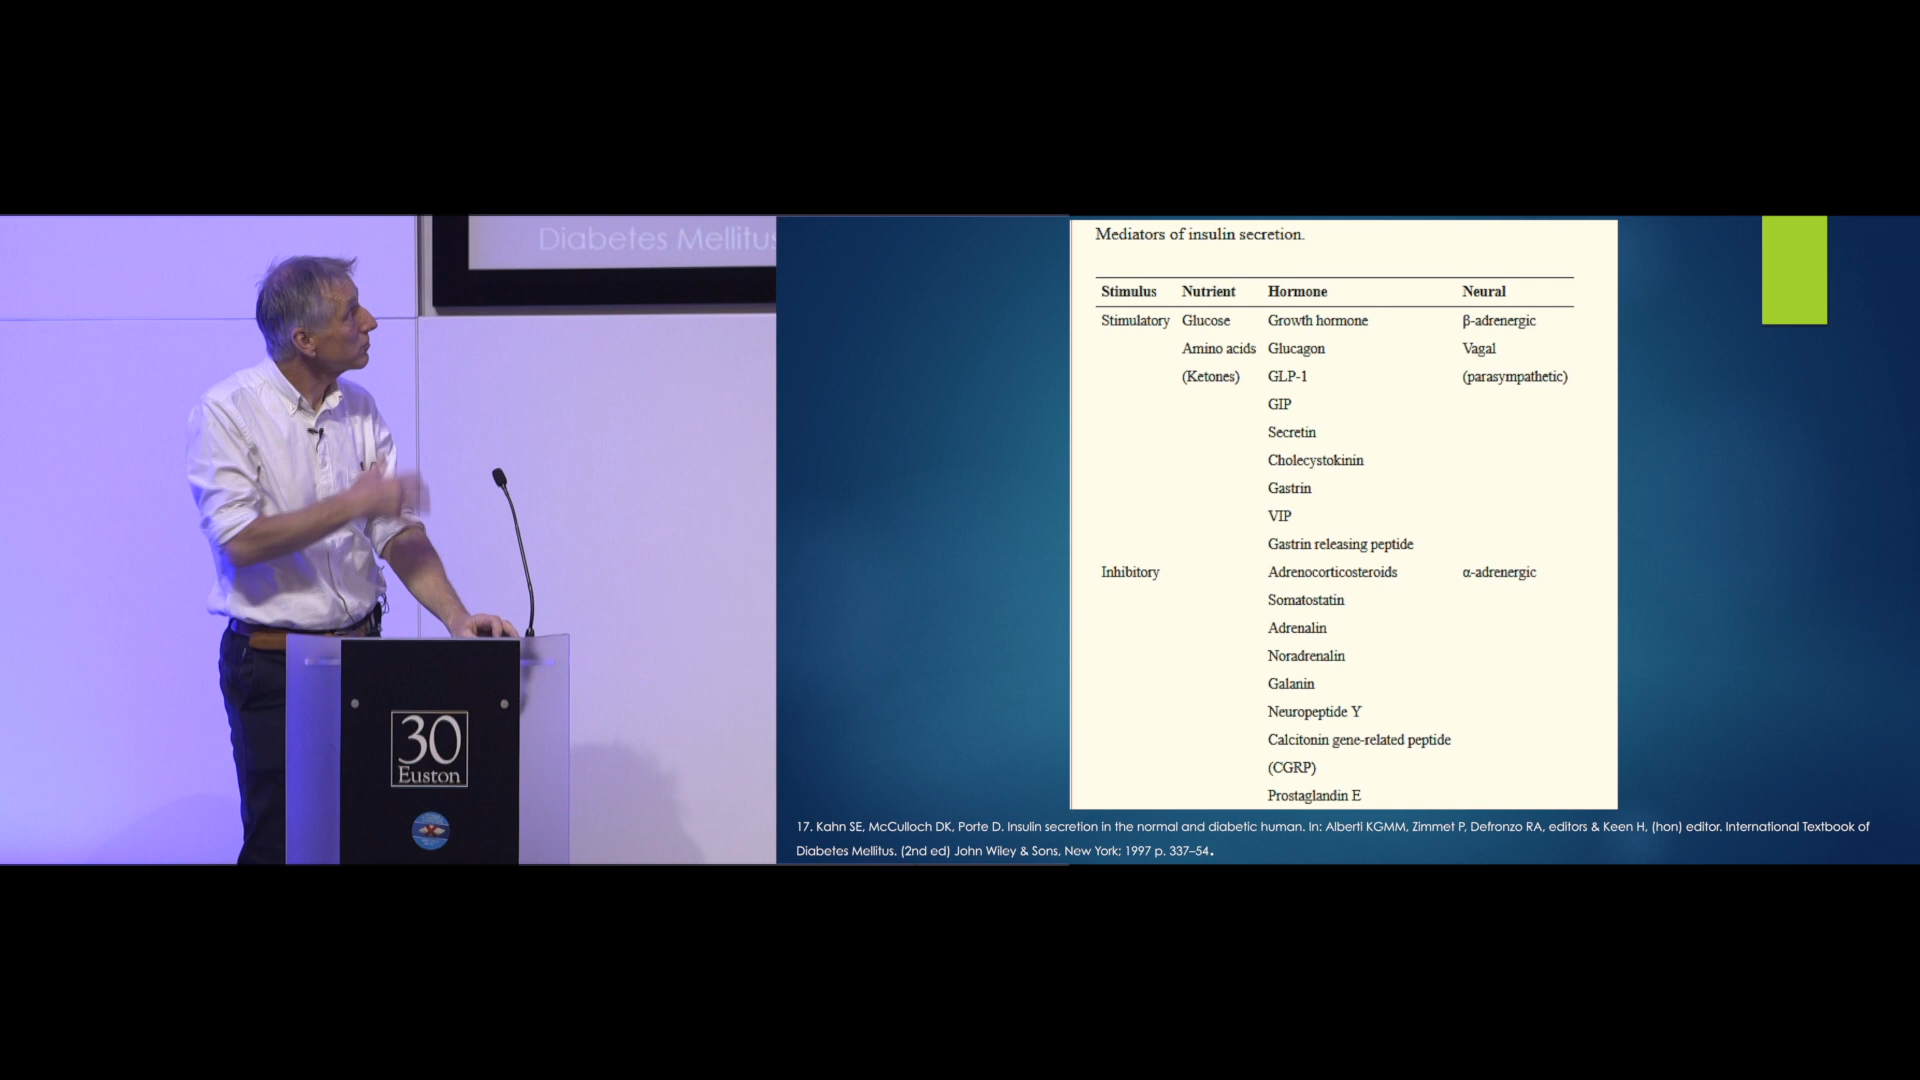 Diabetes Mellitus
30
Euston
Mediators of insulin secretion.
Stimulus Nutrient Hormone Neural
Stimulatory Glucose Growth hormone β-adrenergic
Amino acids Glucagon Vagal
(Ketones) GLP-1 (parasympathetic)
GIP
Secretin
Cholecystokinin
Gastrin
VIP
Gastrin releasing peptide
Inhibitory Adrenocorticosteroids α-adrenergic
Somatostatin
Adrenalin
Noradrenalin
Galanin
Neuropeptide Y
Calcitonin gene-related peptide
(CGRP)
Prostaglandin E
17. Kahn SE, McCulloch DK, Porte D. Insulin secretion in the normal and diabetic human. In: Alberti KGMM, Zimmet P, Defronzo RA, editors & Keen H, (hon) editor. International Textbook of
Diabetes Mellitus. (2nd ed) John Wiley & Sons, New York; 1997 p. 337–54.